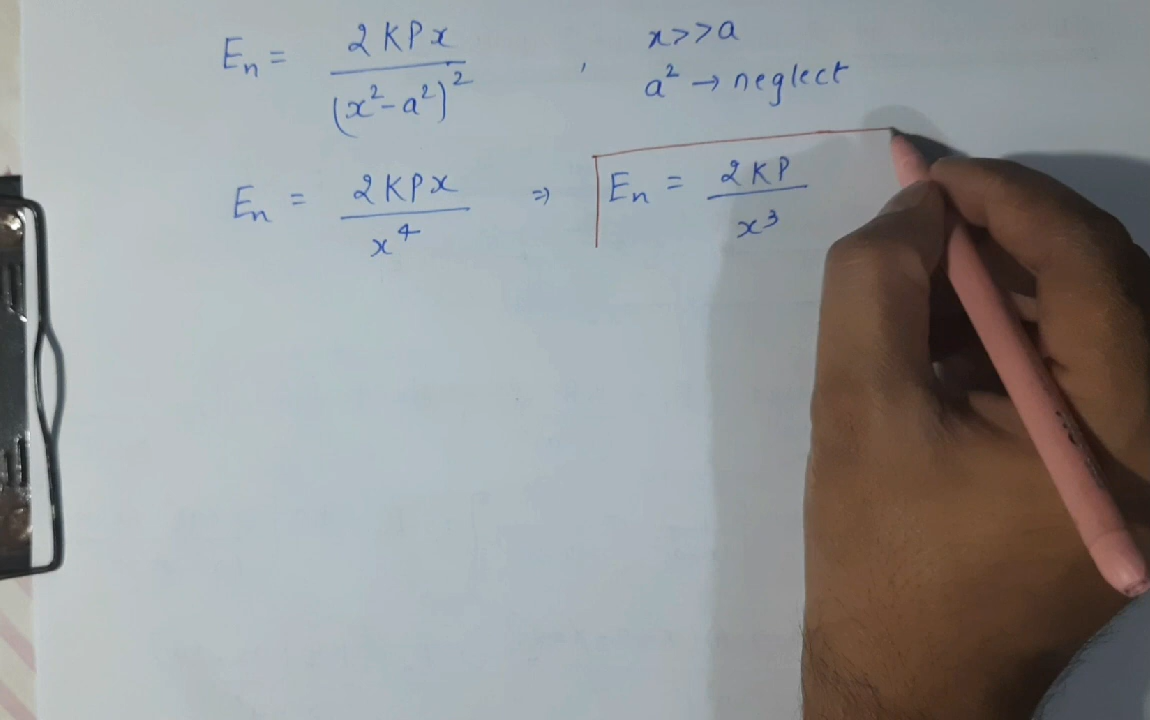 Eₙ = 2KPx / (x² - a²)² , x>>a
a² → neglect
Eₙ = 2KPx / x⁴ ⇒ Eₙ = 2KP / x³